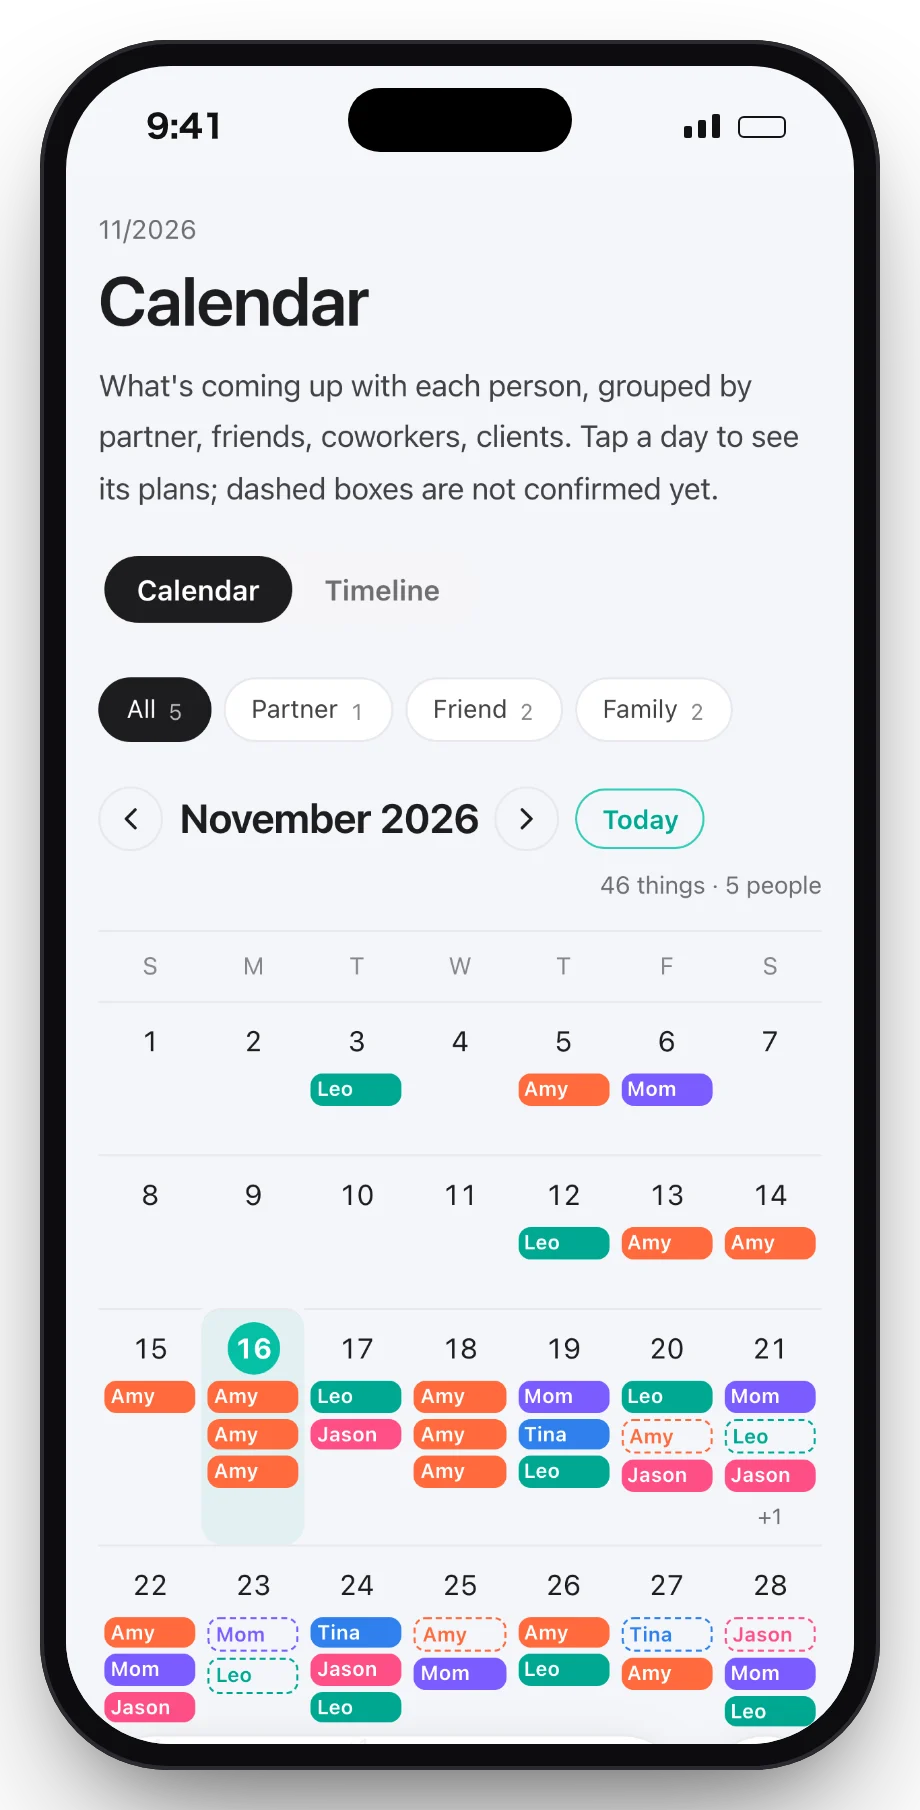 9:41
11/2026
Calendar
What's coming up with each person, grouped by
partner, friends, coworkers, clients. Tap a day to see
its plans; dashed boxes are not confirmed yet.
Calendar Timeline
All 5 Partner 1 Friend 2 Family 2
November 2026 Today
46 things · 5 people
S M T W T F S
1 2 3 4 5 6 7
Leo Amy Mom
8 9 10 11 12 13 14
Leo Amy Amy
15 16 17 18 19 20 21
Amy Amy Leo Amy Mom Leo Mom
Amy Jason Amy Tina Amy Leo
Amy Amy Leo Jason Jason
+1
22 23 24 25 26 27 28
Amy Mom Tina Amy Amy Tina Jason
Mom Leo Jason Mom Leo Amy Mom
Jason Leo Leo